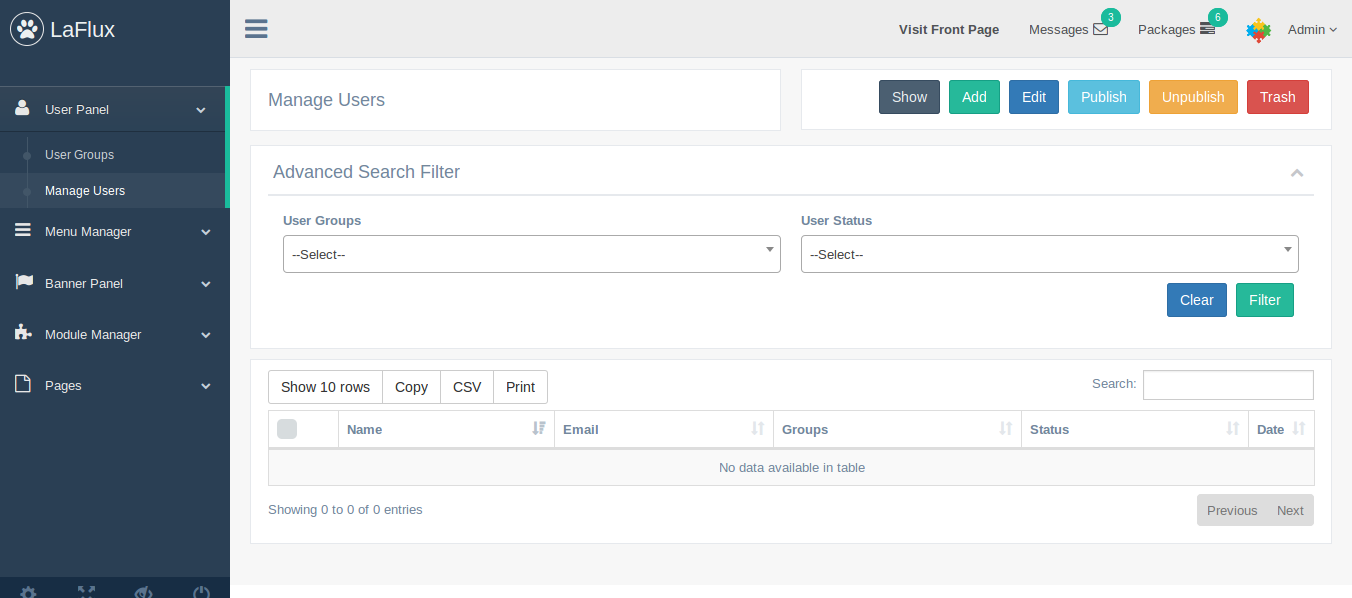 LaFlux
Visit Front Page
Messages 3
Packages 6
Admin
User Panel
User Groups
Manage Users
Menu Manager
Banner Panel
Module Manager
Pages
Manage Users
Show Add Edit Publish Unpublish Trash
Advanced Search Filter
User Groups User Status
--Select-- --Select--
Clear Filter
Show 10 rows Copy CSV Print Search:
Name Email Groups Status Date
No data available in table
Showing 0 to 0 of 0 entries Previous Next